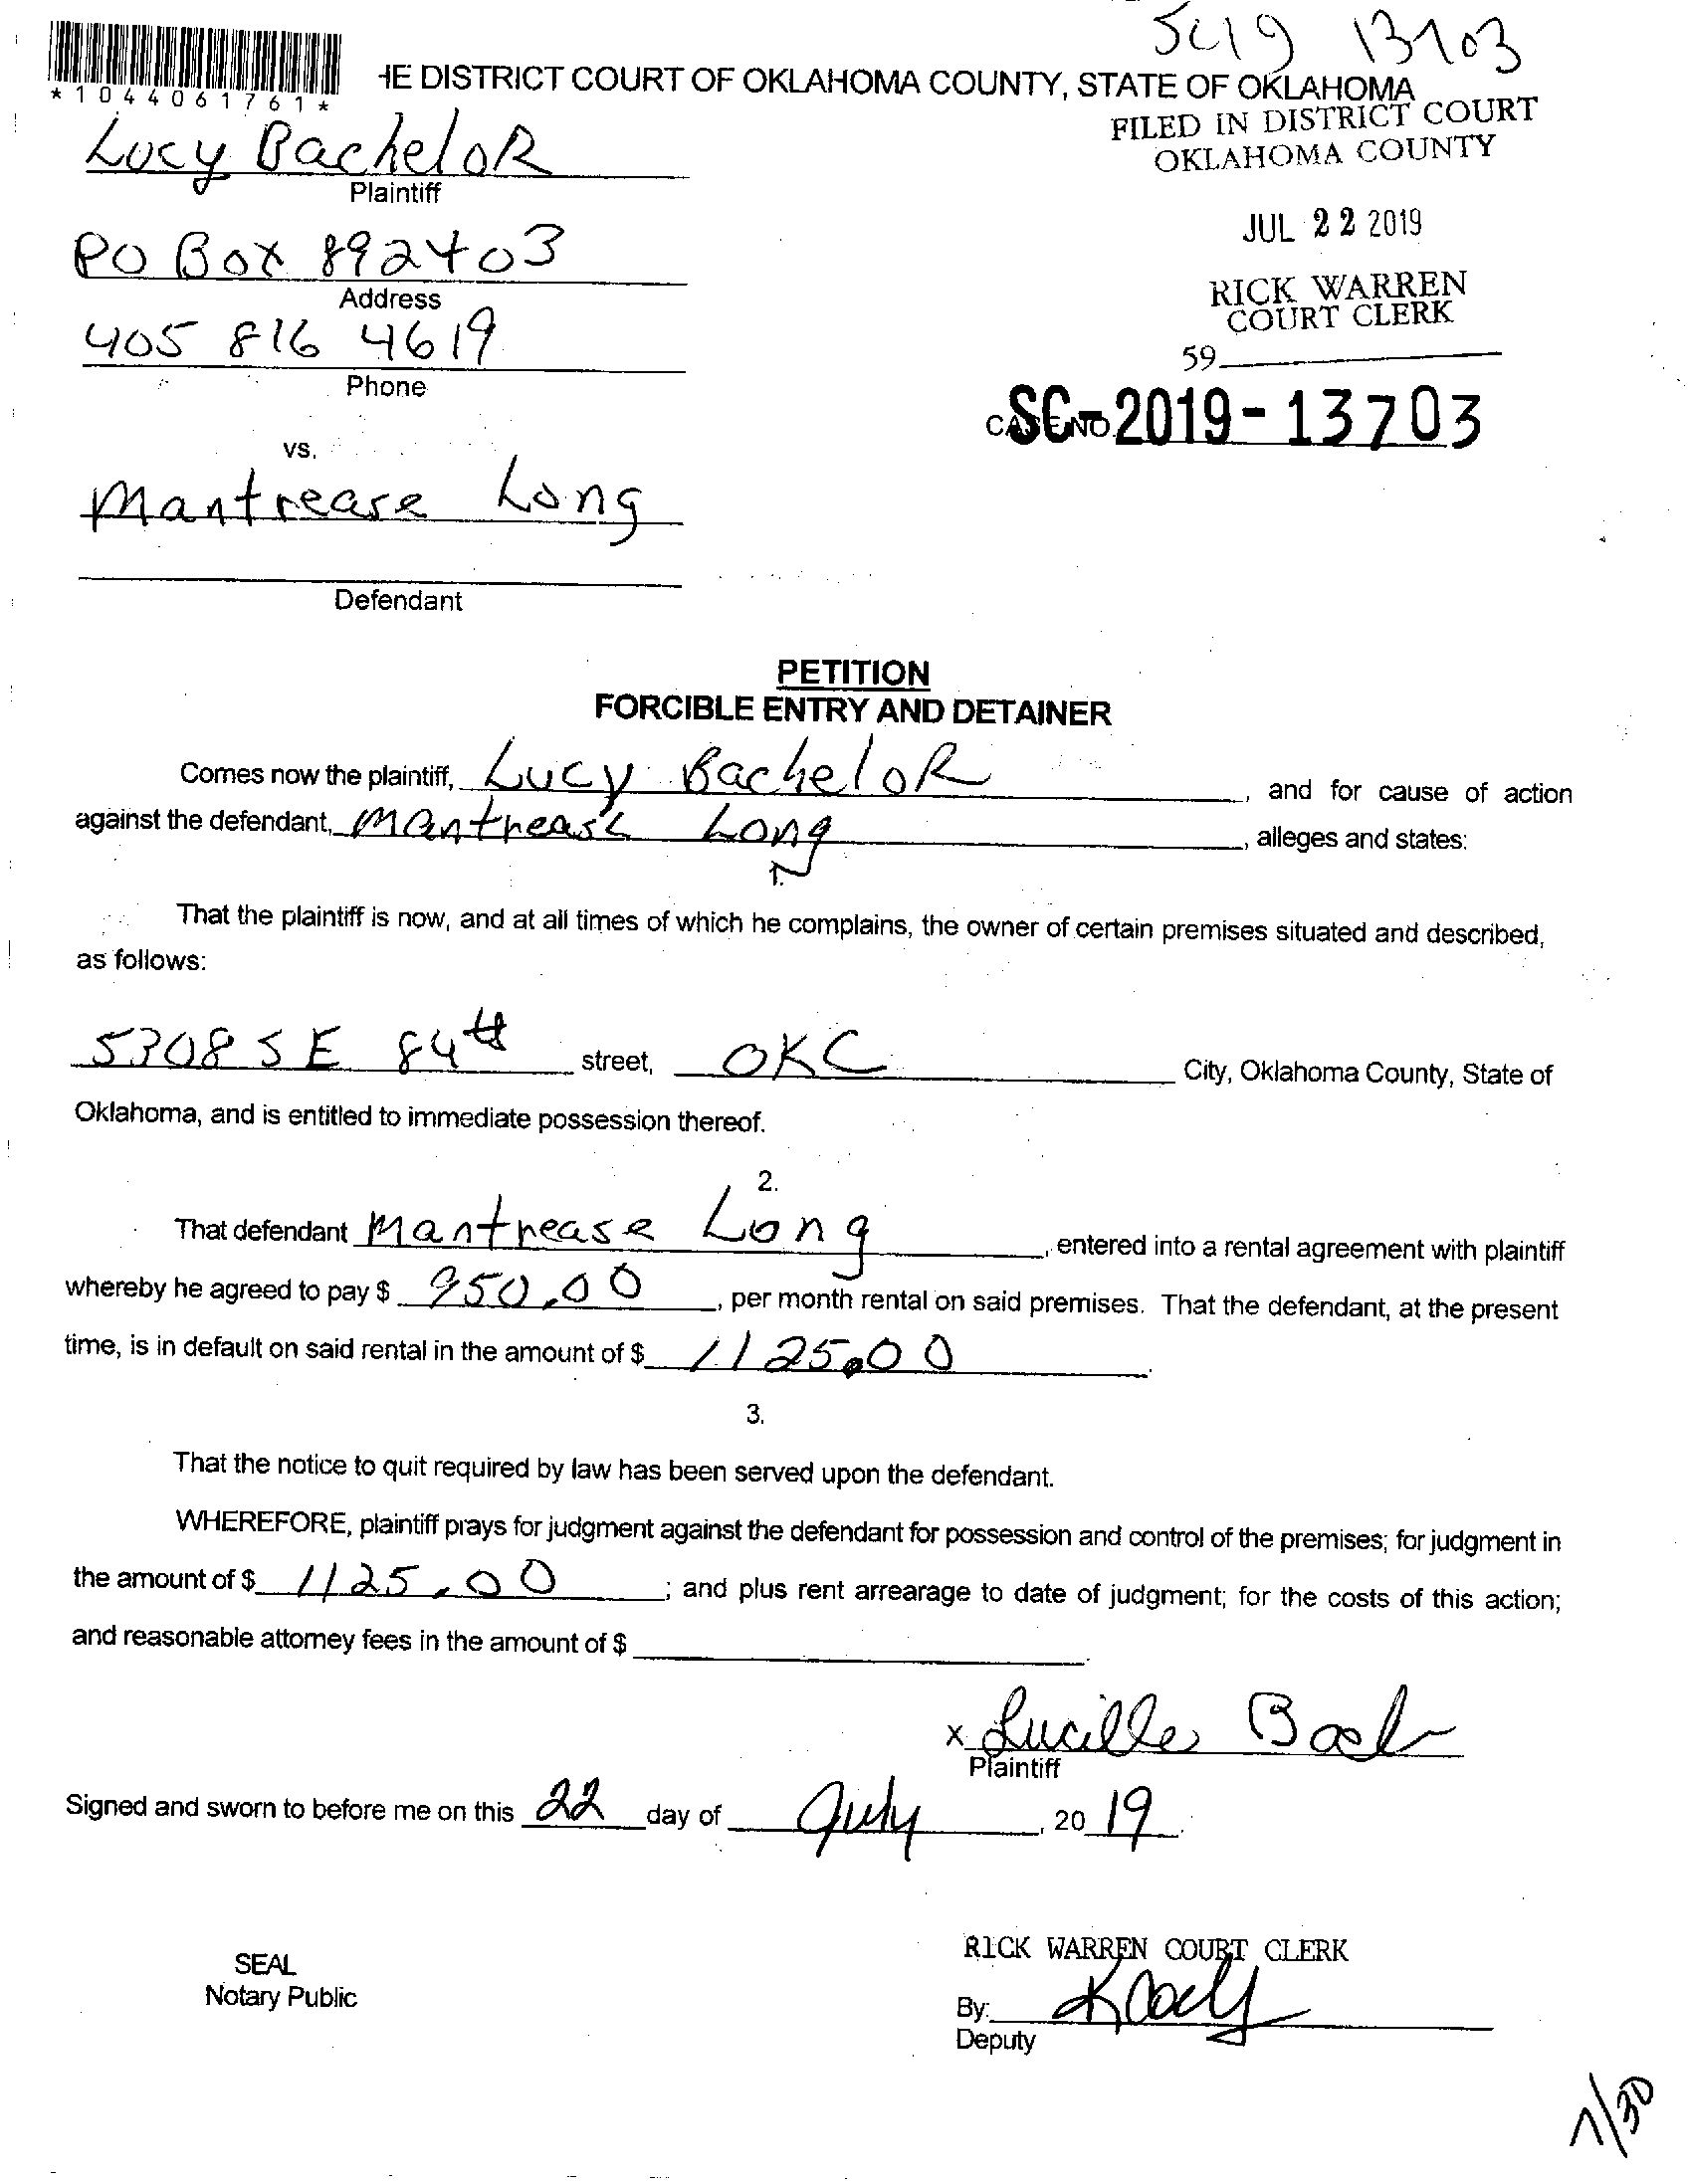 SC19 13703
*1044061761*
HE DISTRICT COURT OF OKLAHOMA COUNTY, STATE OF OKLAHOMA
FILED IN DISTRICT COURT
OKLAHOMA COUNTY
Lucy BacheloR
Plaintiff
JUL 22 2019
PO Box 892403
Address
RICK WARREN
COURT CLERK
405 816 4619
Phone
59
CASE NO. SC-2019-13703
vs.
Mantrease Long
Defendant
PETITION
FORCIBLE ENTRY AND DETAINER
Comes now the plaintiff, Lucy BacheloR, and for cause of action
against the defendant, Mantrease Long, alleges and states:
1.
That the plaintiff is now, and at all times of which he complains, the owner of certain premises situated and described,
as follows:
5308 SE 84th street, OKC City, Oklahoma County, State of
Oklahoma, and is entitled to immediate possession thereof.
2.
That defendant Mantrease Long, entered into a rental agreement with plaintiff
whereby he agreed to pay $ 950.00, per month rental on said premises. That the defendant, at the present
time, is in default on said rental in the amount of $ 1125.00.
3.
That the notice to quit required by law has been served upon the defendant.
WHEREFORE, plaintiff prays for judgment against the defendant for possession and control of the premises; for judgment in
the amount of $ 1125.00; and plus rent arrearage to date of judgment; for the costs of this action;
and reasonable attorney fees in the amount of $
x Lucille
Plaintiff
Signed and sworn to before me on this 22 day of July, 2019.
RICK WARREN COURT CLERK
SEAL
Notary Public
By:
Deputy
7/30